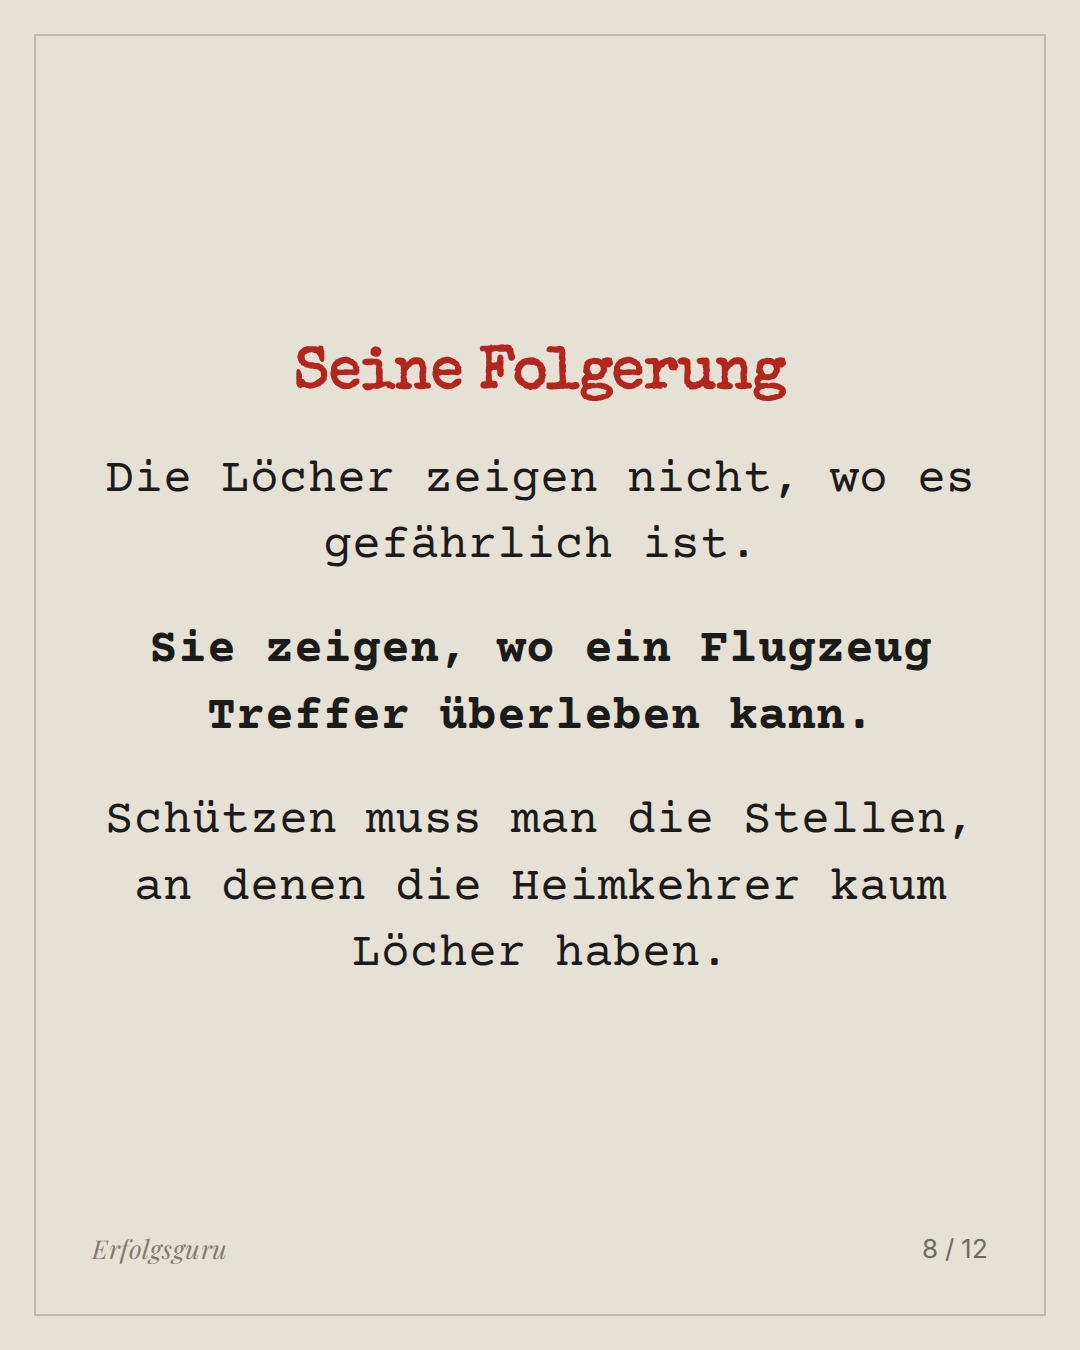 Seine Folgerung
Die Löcher zeigen nicht, wo es
gefährlich ist.
Sie zeigen, wo ein Flugzeug
Treffer überleben kann.
Schützen muss man die Stellen,
an denen die Heimkehrer kaum
Löcher haben.
Erfolgsguru
8 / 12